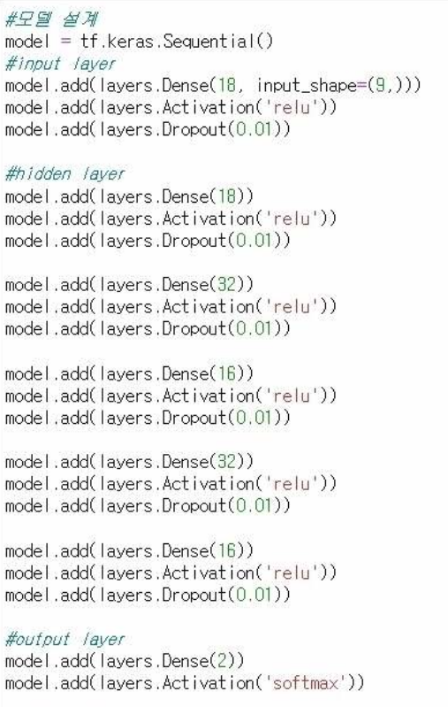 #모델 설계
model = tf.keras.Sequential()
#input layer
model.add(layers.Dense(18, input_shape=(9,)))
model.add(layers.Activation('relu'))
model.add(layers.Dropout(0.01))
#hidden layer
model.add(layers.Dense(18))
model.add(layers.Activation('relu'))
model.add(layers.Dropout(0.01))
model.add(layers.Dense(32))
model.add(layers.Activation('relu'))
model.add(layers.Dropout(0.01))
model.add(layers.Dense(16))
model.add(layers.Activation('relu'))
model.add(layers.Dropout(0.01))
model.add(layers.Dense(32))
model.add(layers.Activation('relu'))
model.add(layers.Dropout(0.01))
model.add(layers.Dense(16))
model.add(layers.Activation('relu'))
model.add(layers.Dropout(0.01))
#output layer
model.add(layers.Dense(2))
model.add(layers.Activation('softmax'))